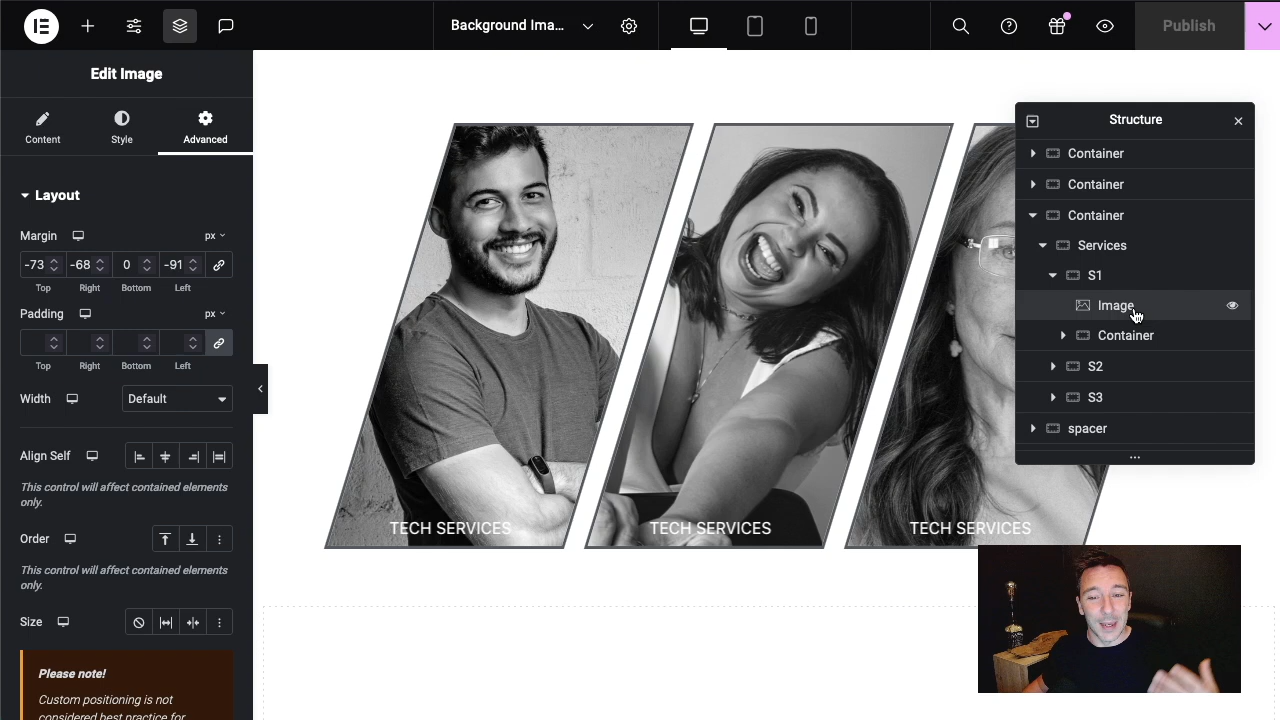 Background Ima...
Publish
Edit Image
Content
Style
Advanced
Layout
Margin
px
-73
-68
0
-91
Top
Right
Bottom
Left
Padding
px
Top
Right
Bottom
Left
Width
Default
Align Self
This control will affect contained elements
only.
Order
This control will affect contained elements
only.
Size
Please note!
Custom positioning is not
considered best practice for
TECH SERVICES
TECH SERVICES
TECH SERVICES
Structure
Container
Container
Container
Services
S1
Image
Container
S2
S3
spacer